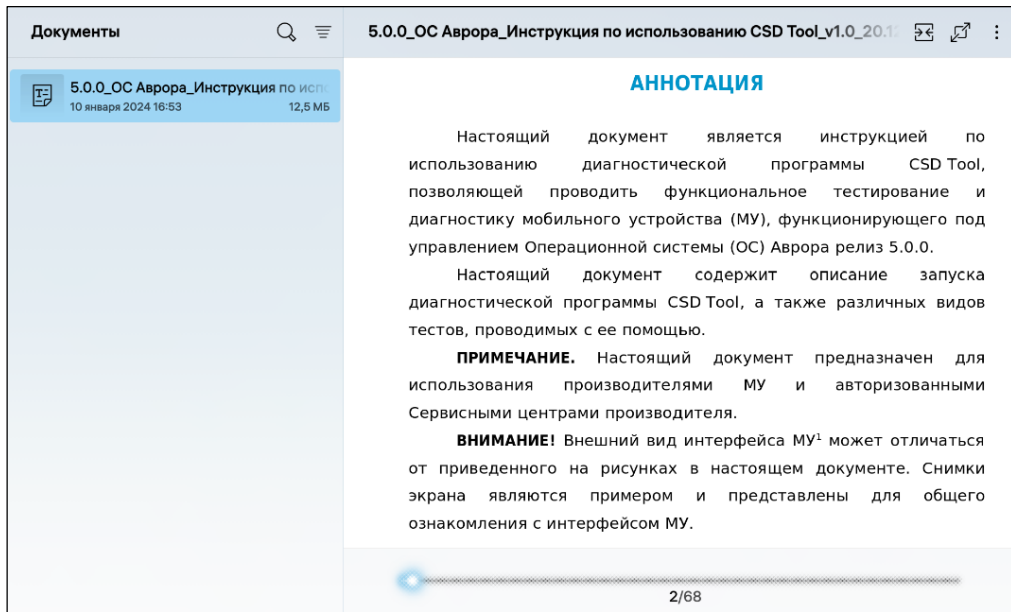 Документы
5.0.0_ОС Аврора_Инструкция по
10 января 2024 16:53 12,5 МБ
5.0.0_ОС Аврора_Инструкция по использованию CSD Tool_v1.0_20.12
АННОТАЦИЯ
Настоящий документ является инструкцией по
использованию диагностической программы CSD Tool,
позволяющей проводить функциональное тестирование и
диагностику мобильного устройства (МУ), функционирующего под
управлением Операционной системы (ОС) Аврора релиз 5.0.0.
Настоящий документ содержит описание запуска
диагностической программы CSD Tool, а также различных видов
тестов, проводимых с ее помощью.
ПРИМЕЧАНИЕ. Настоящий документ предназначен для
использования производителями МУ и авторизованными
Сервисными центрами производителя.
ВНИМАНИЕ! Внешний вид интерфейса МУ¹ может отличаться
от приведенного на рисунках в настоящем документе. Снимки
экрана являются примером и представлены для общего
ознакомления с интерфейсом МУ.
2/68